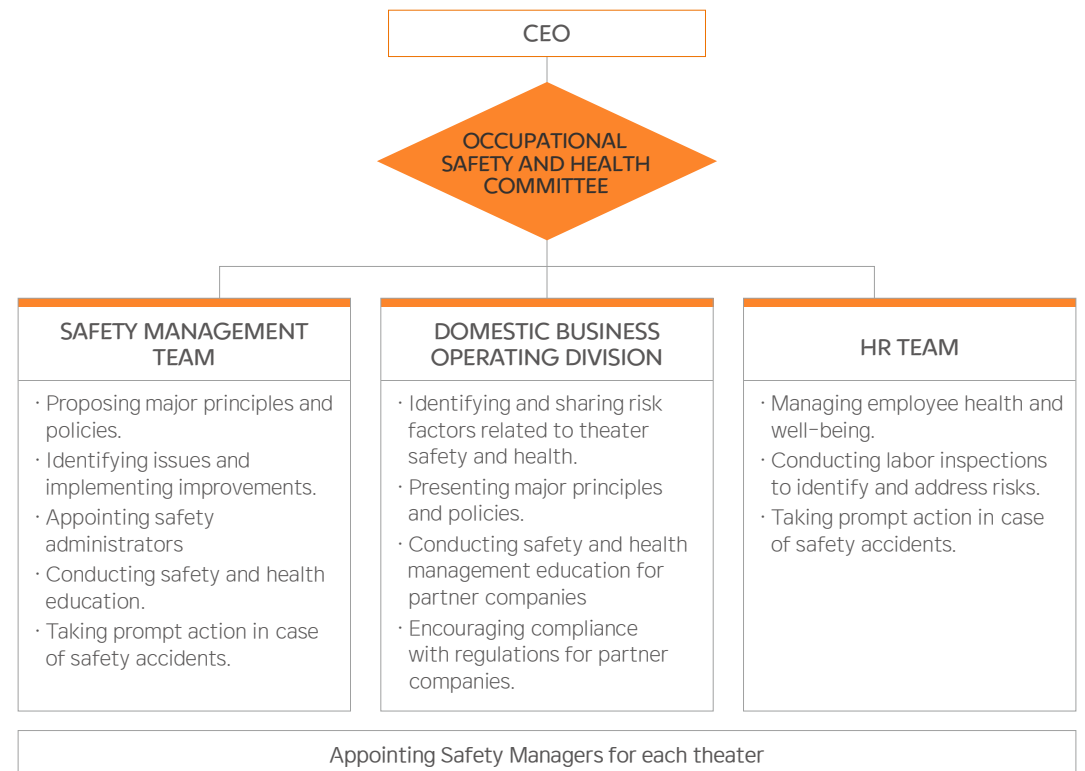 CEO
OCCUPATIONAL
SAFETY AND HEALTH
COMMITTEE
SAFETY MANAGEMENT
TEAM
· Proposing major principles and
policies.
· Identifying issues and
implementing improvements.
· Appointing safety
administrators
· Conducting safety and health
education.
· Taking prompt action in case
of safety accidents.
DOMESTIC BUSINESS
OPERATING DIVISION
· Identifying and sharing risk
factors related to theater
safety and health.
· Presenting major principles
and policies.
· Conducting safety and health
management education for
partner companies
· Encouraging compliance
with regulations for partner
companies.
HR TEAM
· Managing employee health and
well-being.
· Conducting labor inspections
to identify and address risks.
· Taking prompt action in case
of safety accidents.
Appointing Safety Managers for each theater